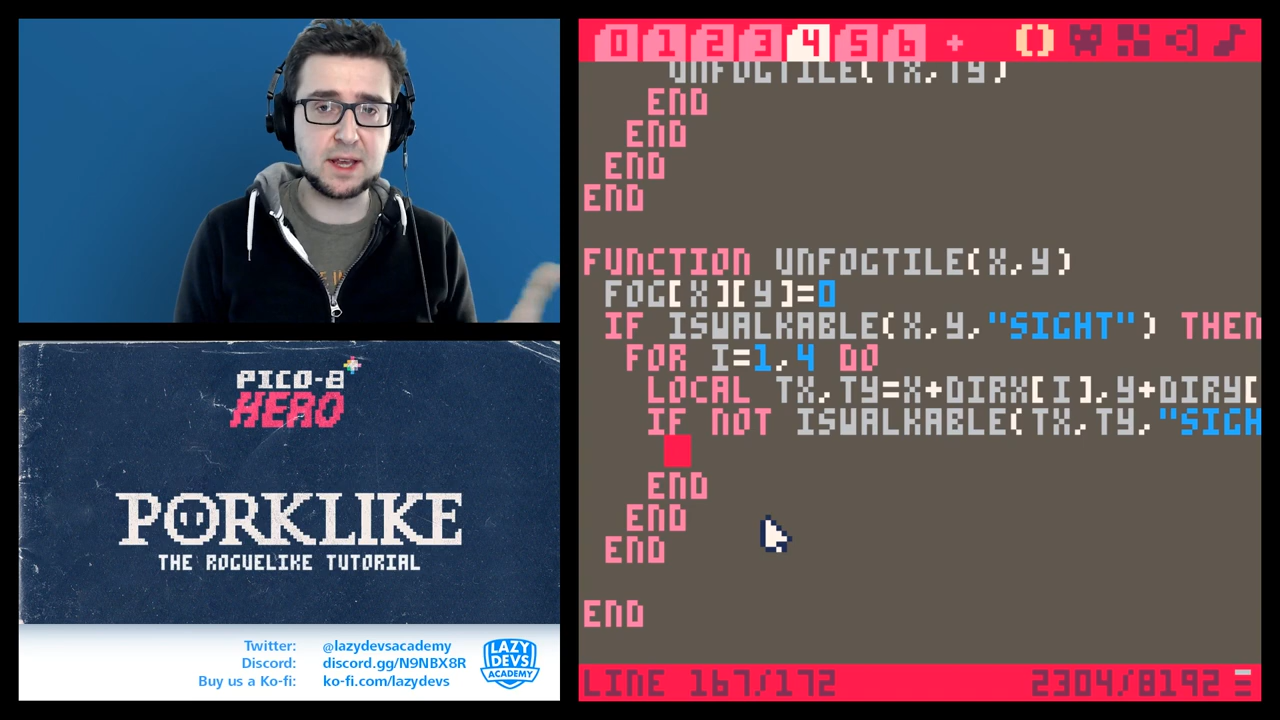 0 1 2 3 4 5 6 +
UNFOGTILE(TX,TY)
END
END
END
END
FUNCTION UNFOGTILE(X,Y)
FOG[X][Y]=0
IF ISWALKABLE(X,Y,"SIGHT") THEN
FOR I=1,4 DO
LOCAL TX,TY=X+DIRX[I],Y+DIRY[
IF NOT ISWALKABLE(TX,TY,"SIGH
END
END
END
END
LINE 167/172 2304/8192
PICO-8
HERO
PORKLIKE
THE ROGUELIKE TUTORIAL
Twitter: @lazydevsacademy
Discord: discord.gg/N9NBX8R
Buy us a Ko-fi: ko-fi.com/lazydevs
LAZY
DEVS
ACADEMY